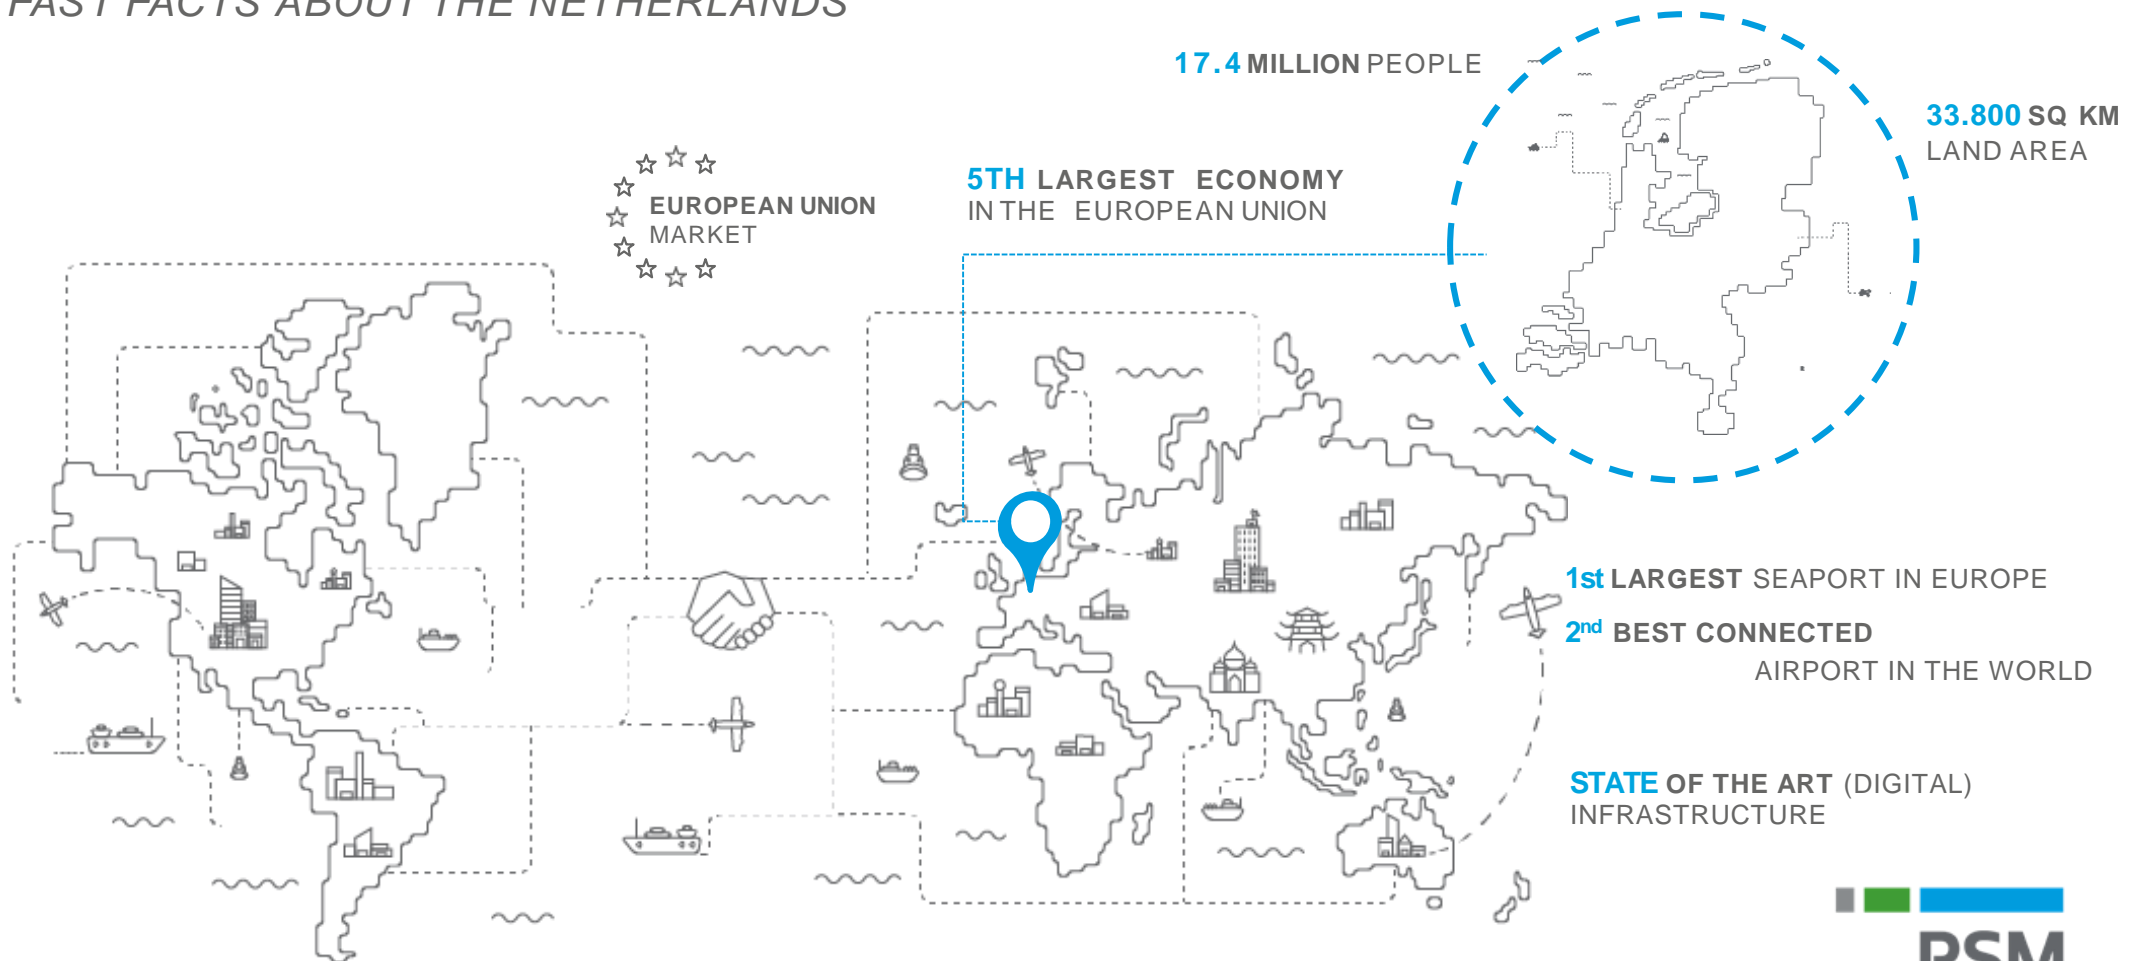 FAST FACTS ABOUT THE NETHERLANDS
17.4 MILLION PEOPLE
33.800 SQ KM
LAND AREA
5TH LARGEST ECONOMY
IN THE EUROPEAN UNION
EUROPEAN UNION
MARKET
1st LARGEST SEAPORT IN EUROPE
2nd BEST CONNECTED
AIRPORT IN THE WORLD
STATE OF THE ART (DIGITAL)
INFRASTRUCTURE
RSM